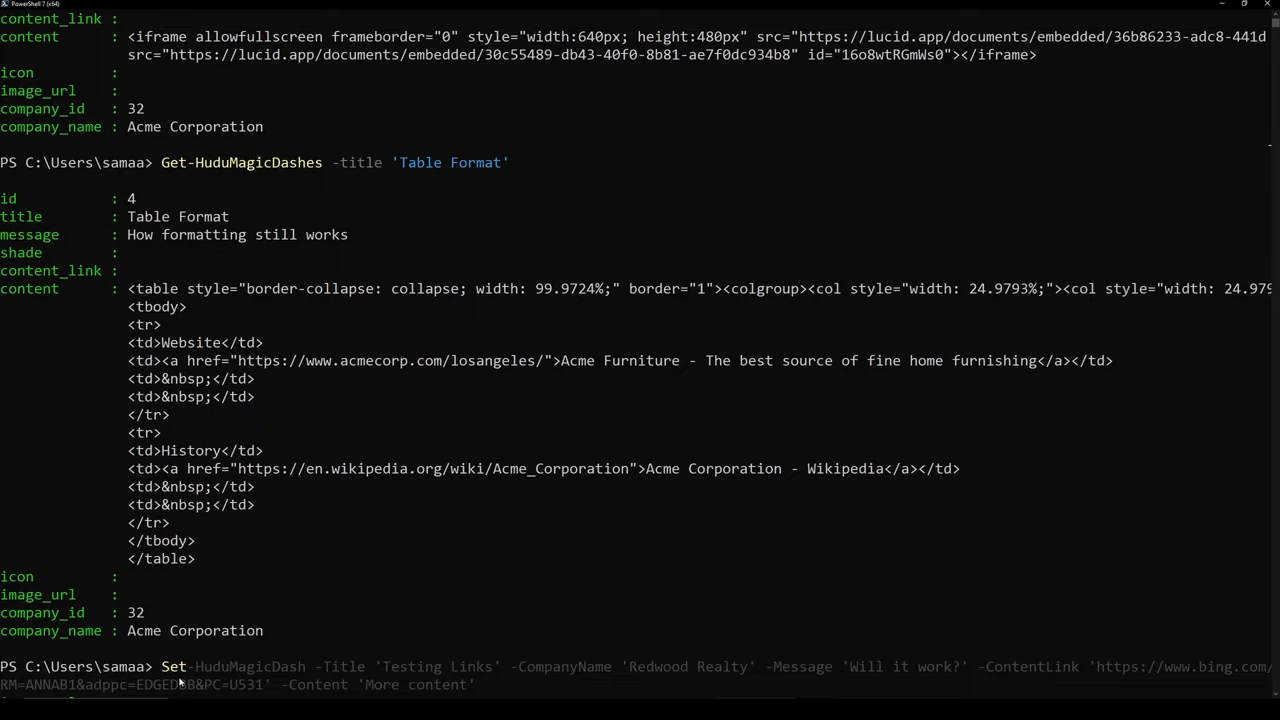 PowerShell 7 (x64)
content_link :
content : <iframe allowfullscreen frameborder="0" style="width:640px; height:480px" src="https://lucid.app/documents/embedded/36b86233-adc8-441d
src="https://lucid.app/documents/embedded/30c55489-db43-40f0-8b81-ae7f0dc934b8" id="16o8wtRGmWs0"></iframe>
icon :
image_url :
company_id : 32
company_name : Acme Corporation
PS C:\Users\samaa> Get-HuduMagicDashes -title 'Table Format'
id : 4
title : Table Format
message : How formatting still works
shade :
content_link :
content : <table style="border-collapse: collapse; width: 99.9724%;" border="1"><colgroup><col style="width: 24.9793%;"><col style="width: 24.979
<tbody>
<tr>
<td>Website</td>
<td><a href="https://www.acmecorp.com/losangeles/">Acme Furniture - The best source of fine home furnishing</a></td>
<td>&nbsp;</td>
<td>&nbsp;</td>
</tr>
<tr>
<td>History</td>
<td><a href="https://en.wikipedia.org/wiki/Acme_Corporation">Acme Corporation - Wikipedia</a></td>
<td>&nbsp;</td>
<td>&nbsp;</td>
</tr>
</tbody>
</table>
icon :
image_url :
company_id : 32
company_name : Acme Corporation
PS C:\Users\samaa> Set-HuduMagicDash -Title 'Testing Links' -CompanyName 'Redwood Realty' -Message 'Will it work?' -ContentLink 'https://www.bing.com/
RM=ANNAB1&adppc=EDGEDBB&PC=U531' -Content 'More content'